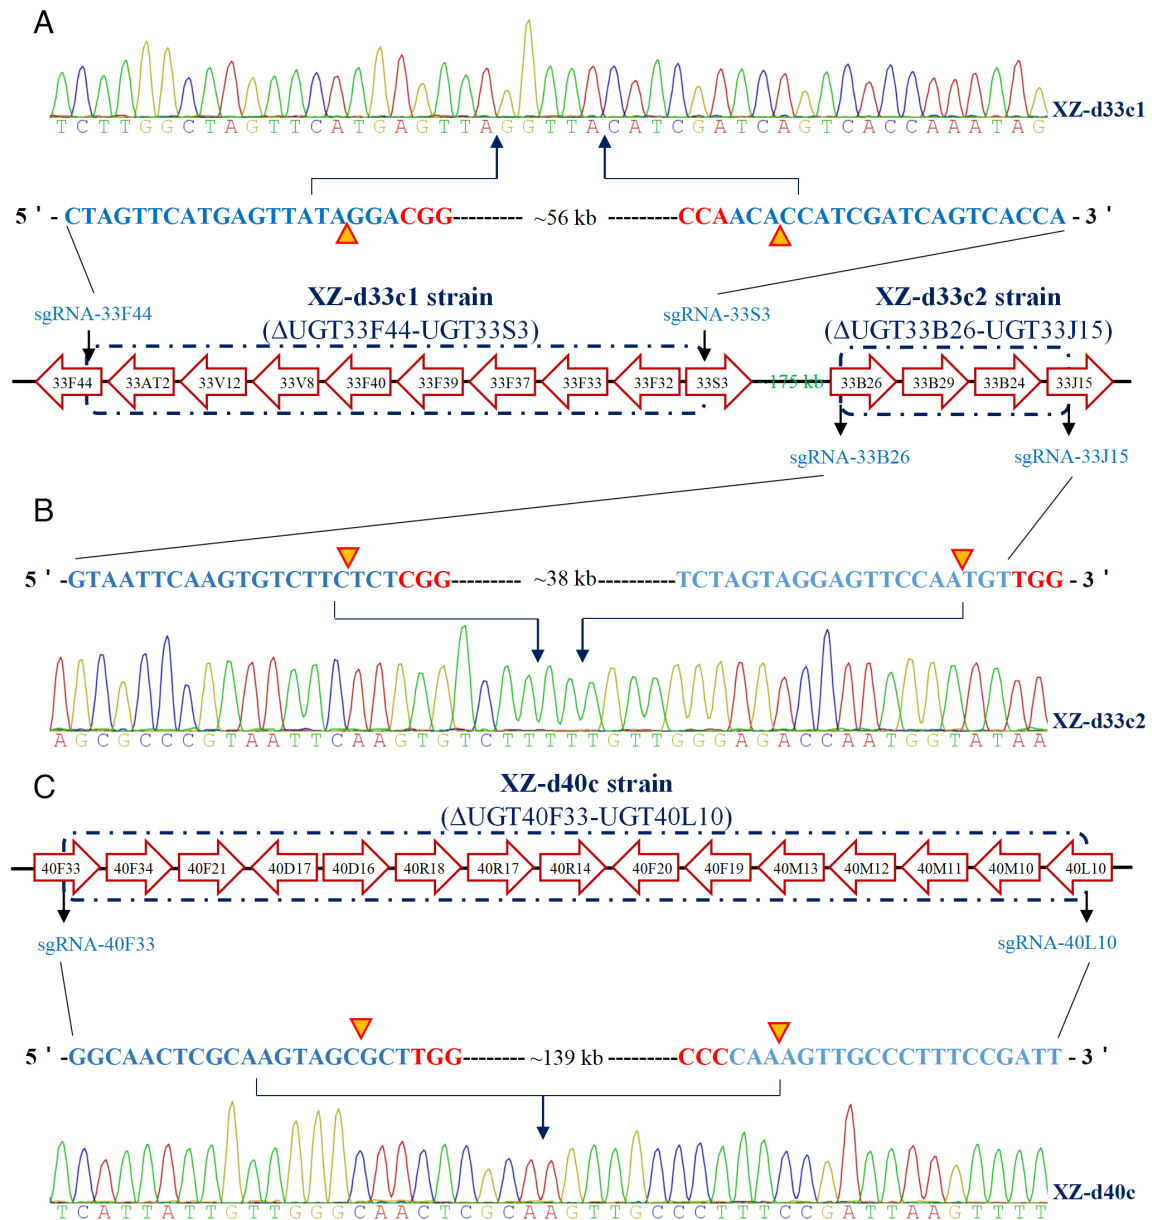 A
XZ-d33c1
TCTTGGCTAGTTCATGAGTTAGGTTACATCGATCAGTCACCAAATAG
5 ' - CTAGTTCATGAGTTATAGGACGG--------- ~56 kb ---------CCAACACCATCGATCAGTCACCA - 3 '
XZ-d33c1 strain
(ΔUGT33F44-UGT33S3)
XZ-d33c2 strain
(ΔUGT33B26-UGT33J15)
sgRNA-33F44
sgRNA-33S3
33F44 33AT2 33V12 33V8 33F40 33F39 33F37 33F33 33F32 33S3 ~175 kb 33B26 33B29 33B24 33J15
sgRNA-33B26
sgRNA-33J15
B
5 ' -GTAATTCAAGTGTCTTCTCTCGG--------- ~38 kb----------TCTAGTAGGAGTTCCAATGTTGG - 3 '
XZ-d33c2
AGCGCCCGTAATTCAAGTGTCTTTTTGTTGGGAGACCAATGGTATAA
C
XZ-d40c strain
(ΔUGT40F33-UGT40L10)
40F33 40F34 40F21 40D17 40D16 40R18 40R17 40R14 40F20 40F19 40M13 40M12 40M11 40M10 40L10
sgRNA-40F33
sgRNA-40L10
5 ' -GGCAACTCGCAAGTAGCGCTTGG-------- ~139 kb ---------CCCCAAAGTTGCCCTTTCCGATT - 3 '
XZ-d40c
TCATTATTGTTGGGCAACTCGCAAGTTGCCCTTTCCGATTAAGTTTT